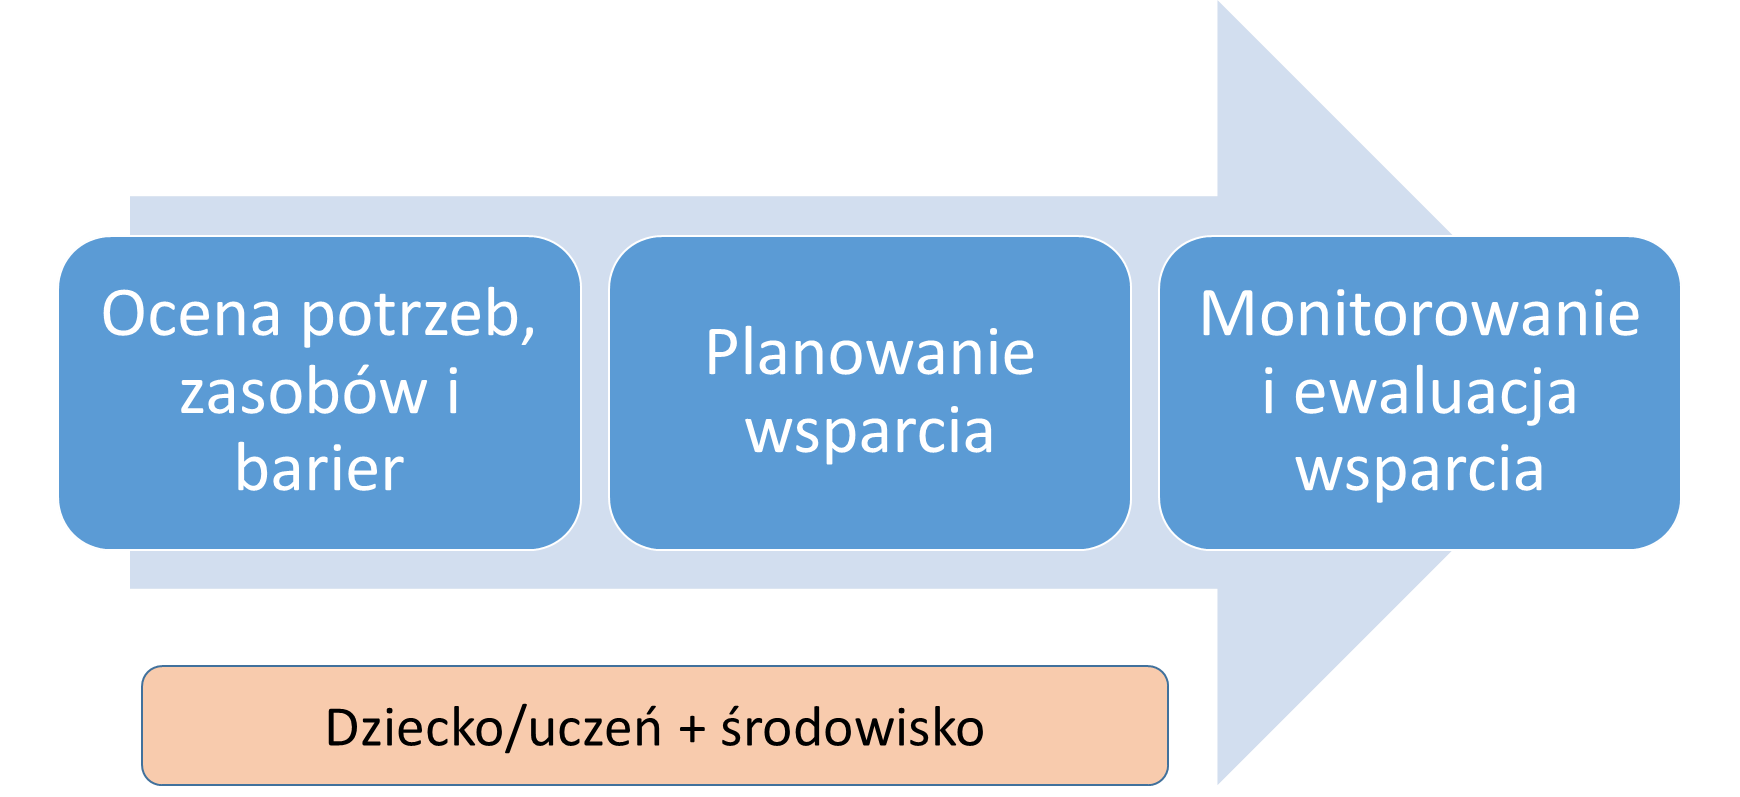 Ocena potrzeb,
zasobów i
barier
Planowanie
wsparcia
Monitorowanie
i ewaluacja
wsparcia
Dziecko/uczeń + środowisko